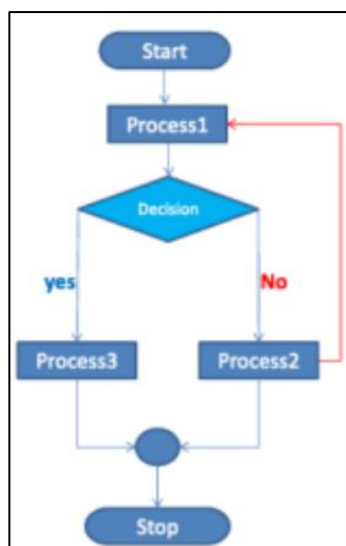 Start
Process1
Decision
yes
No
Process3
Process2
Stop